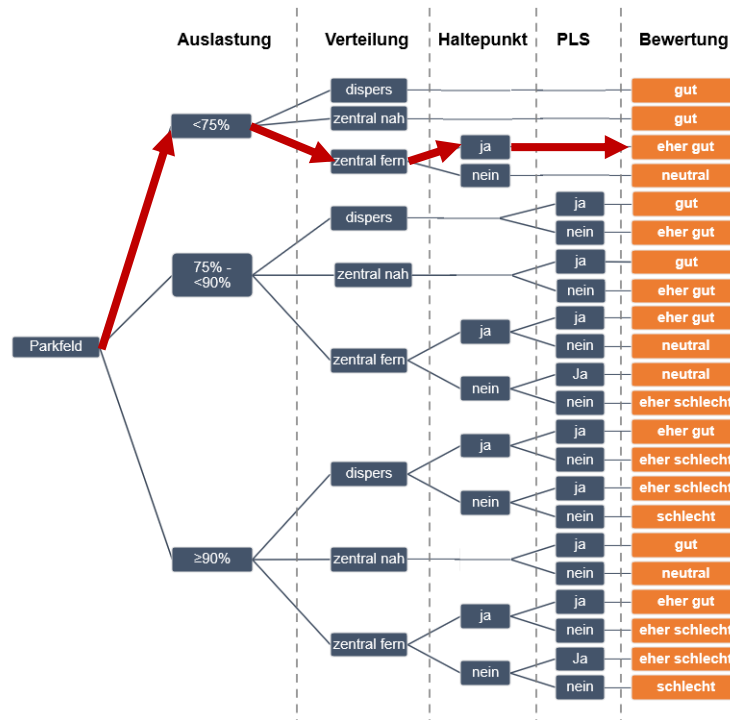 Auslastung Verteilung Haltepunkt PLS Bewertung
dispers gut
<75% zentral nah gut
zentral fern ja eher gut
nein neutral
dispers ja gut
nein eher gut
75% -
<90% zentral nah ja gut
nein eher gut
zentral fern ja ja eher gut
Parkfeld nein neutral
nein Ja neutral
nein eher schlecht
dispers ja ja eher gut
nein eher schlecht
nein ja eher schlecht
nein schlecht
≥90% zentral nah ja gut
nein neutral
zentral fern ja ja eher gut
nein eher schlecht
nein Ja eher schlecht
nein schlecht